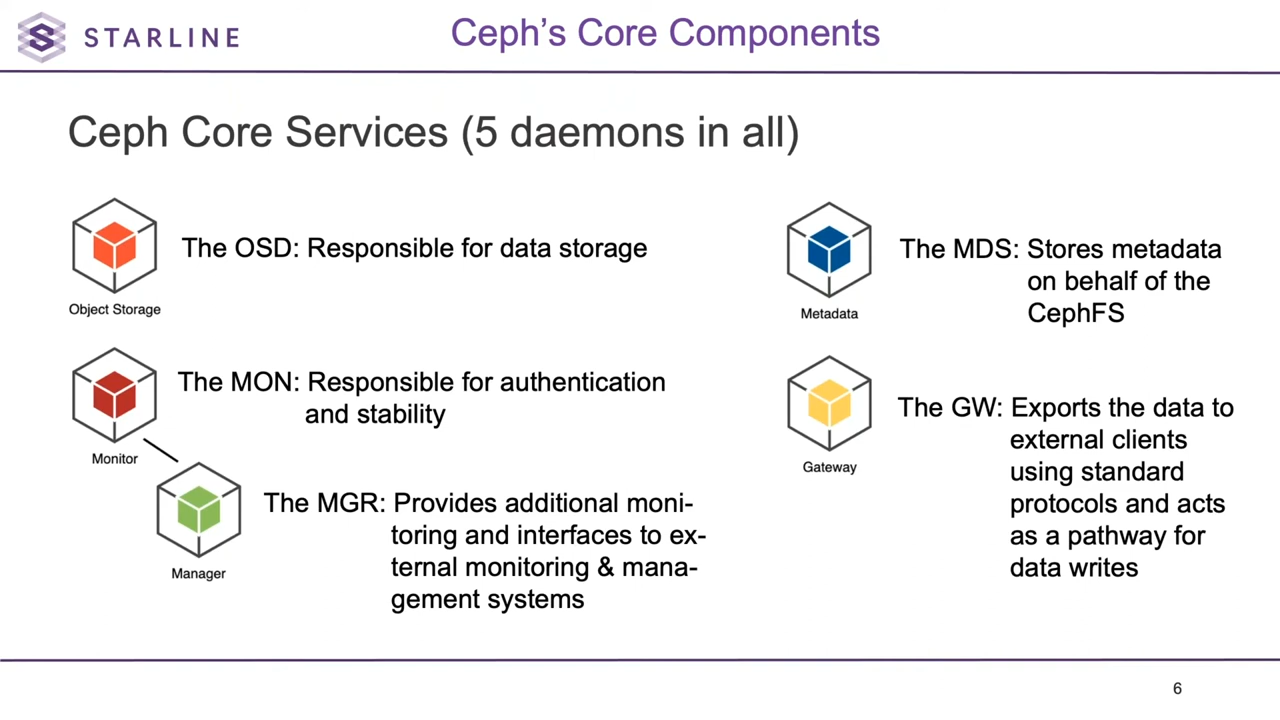 STARLINE
Ceph's Core Components
Ceph Core Services (5 daemons in all)
The OSD: Responsible for data storage
Object Storage
The MON: Responsible for authentication
and stability
Monitor
The MGR: Provides additional moni-
toring and interfaces to ex-
ternal monitoring & mana-
gement systems
Manager
The MDS: Stores metadata
on behalf of the
CephFS
Metadata
The GW: Exports the data to
external clients
using standard
protocols and acts
as a pathway for
data writes
Gateway
6